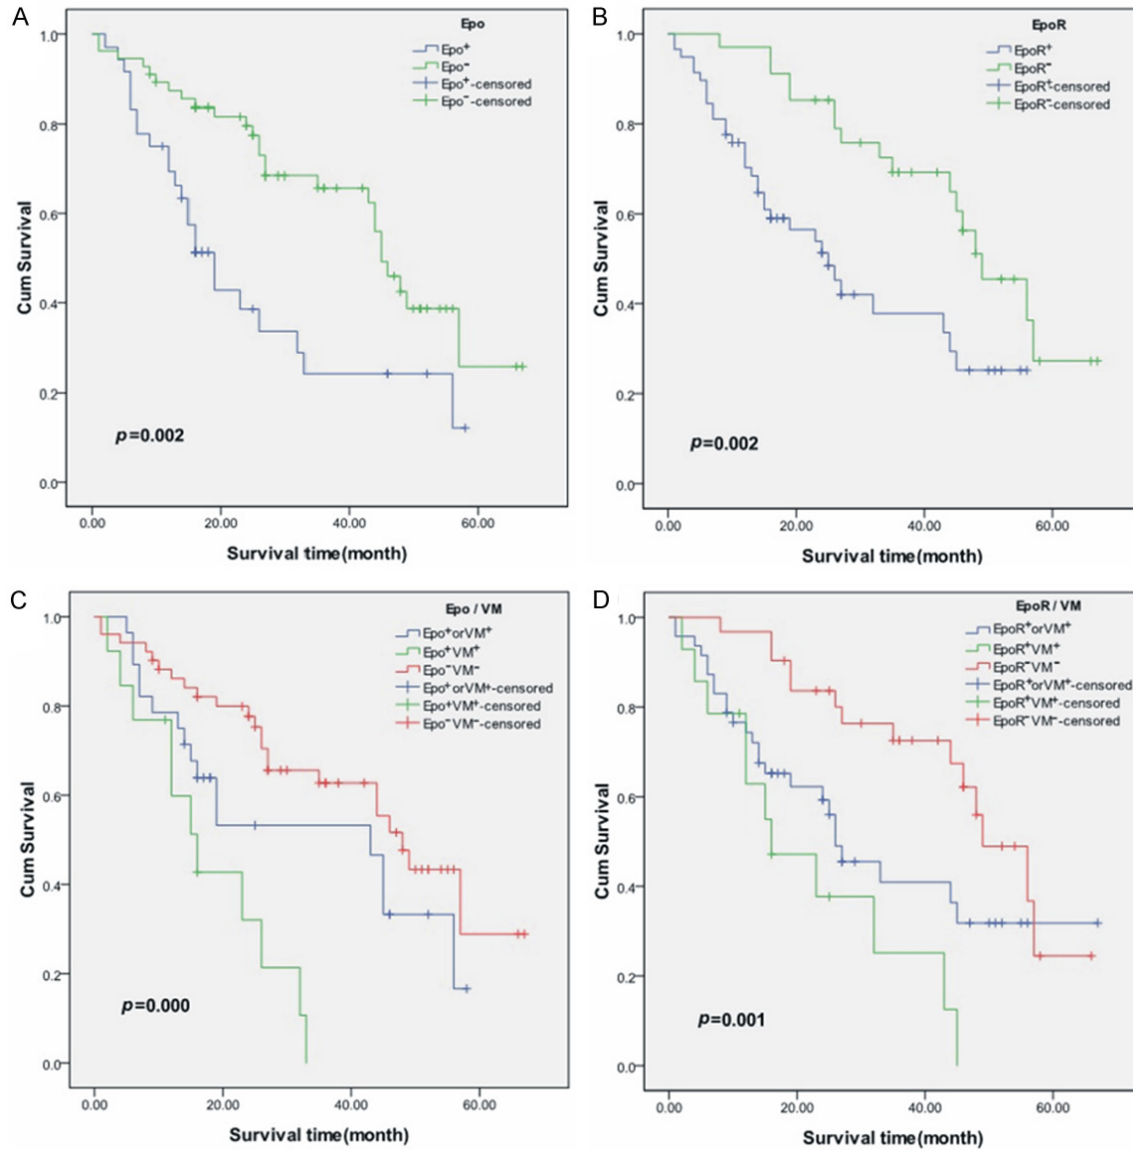 A
Epo
Epo⁺
Epo⁻
Epo⁺-censored
Epo⁻-censored
1.0
0.8
0.6
0.4
0.2
0.0
Cum Survival
p=0.002
0.00 20.00 40.00 60.00
Survival time(month)
B
EpoR
EpoR⁺
EpoR⁻
EpoR⁺-censored
EpoR⁻-censored
1.0
0.8
0.6
0.4
0.2
0.0
Cum Survival
p=0.002
0.00 20.00 40.00 60.00
Survival time(month)
C
Epo / VM
Epo⁺orVM⁺
Epo⁺VM⁺
Epo⁻VM⁻
Epo⁺orVM+-censored
Epo⁺VM⁺-censored
Epo⁻VM⁻-censored
1.0
0.8
0.6
0.4
0.2
0.0
Cum Survival
p=0.000
0.00 20.00 40.00 60.00
Survival time(month)
D
EpoR / VM
EpoR⁺orVM⁺
EpoR⁺VM⁺
EpoR⁻VM⁻
EpoR⁺orVM⁺-censored
EpoR⁺VM⁺-censored
EpoR⁻VM⁻-censored
1.0
0.8
0.6
0.4
0.2
0.0
Cum Survival
p=0.001
0.00 20.00 40.00 60.00
Survival time(month)